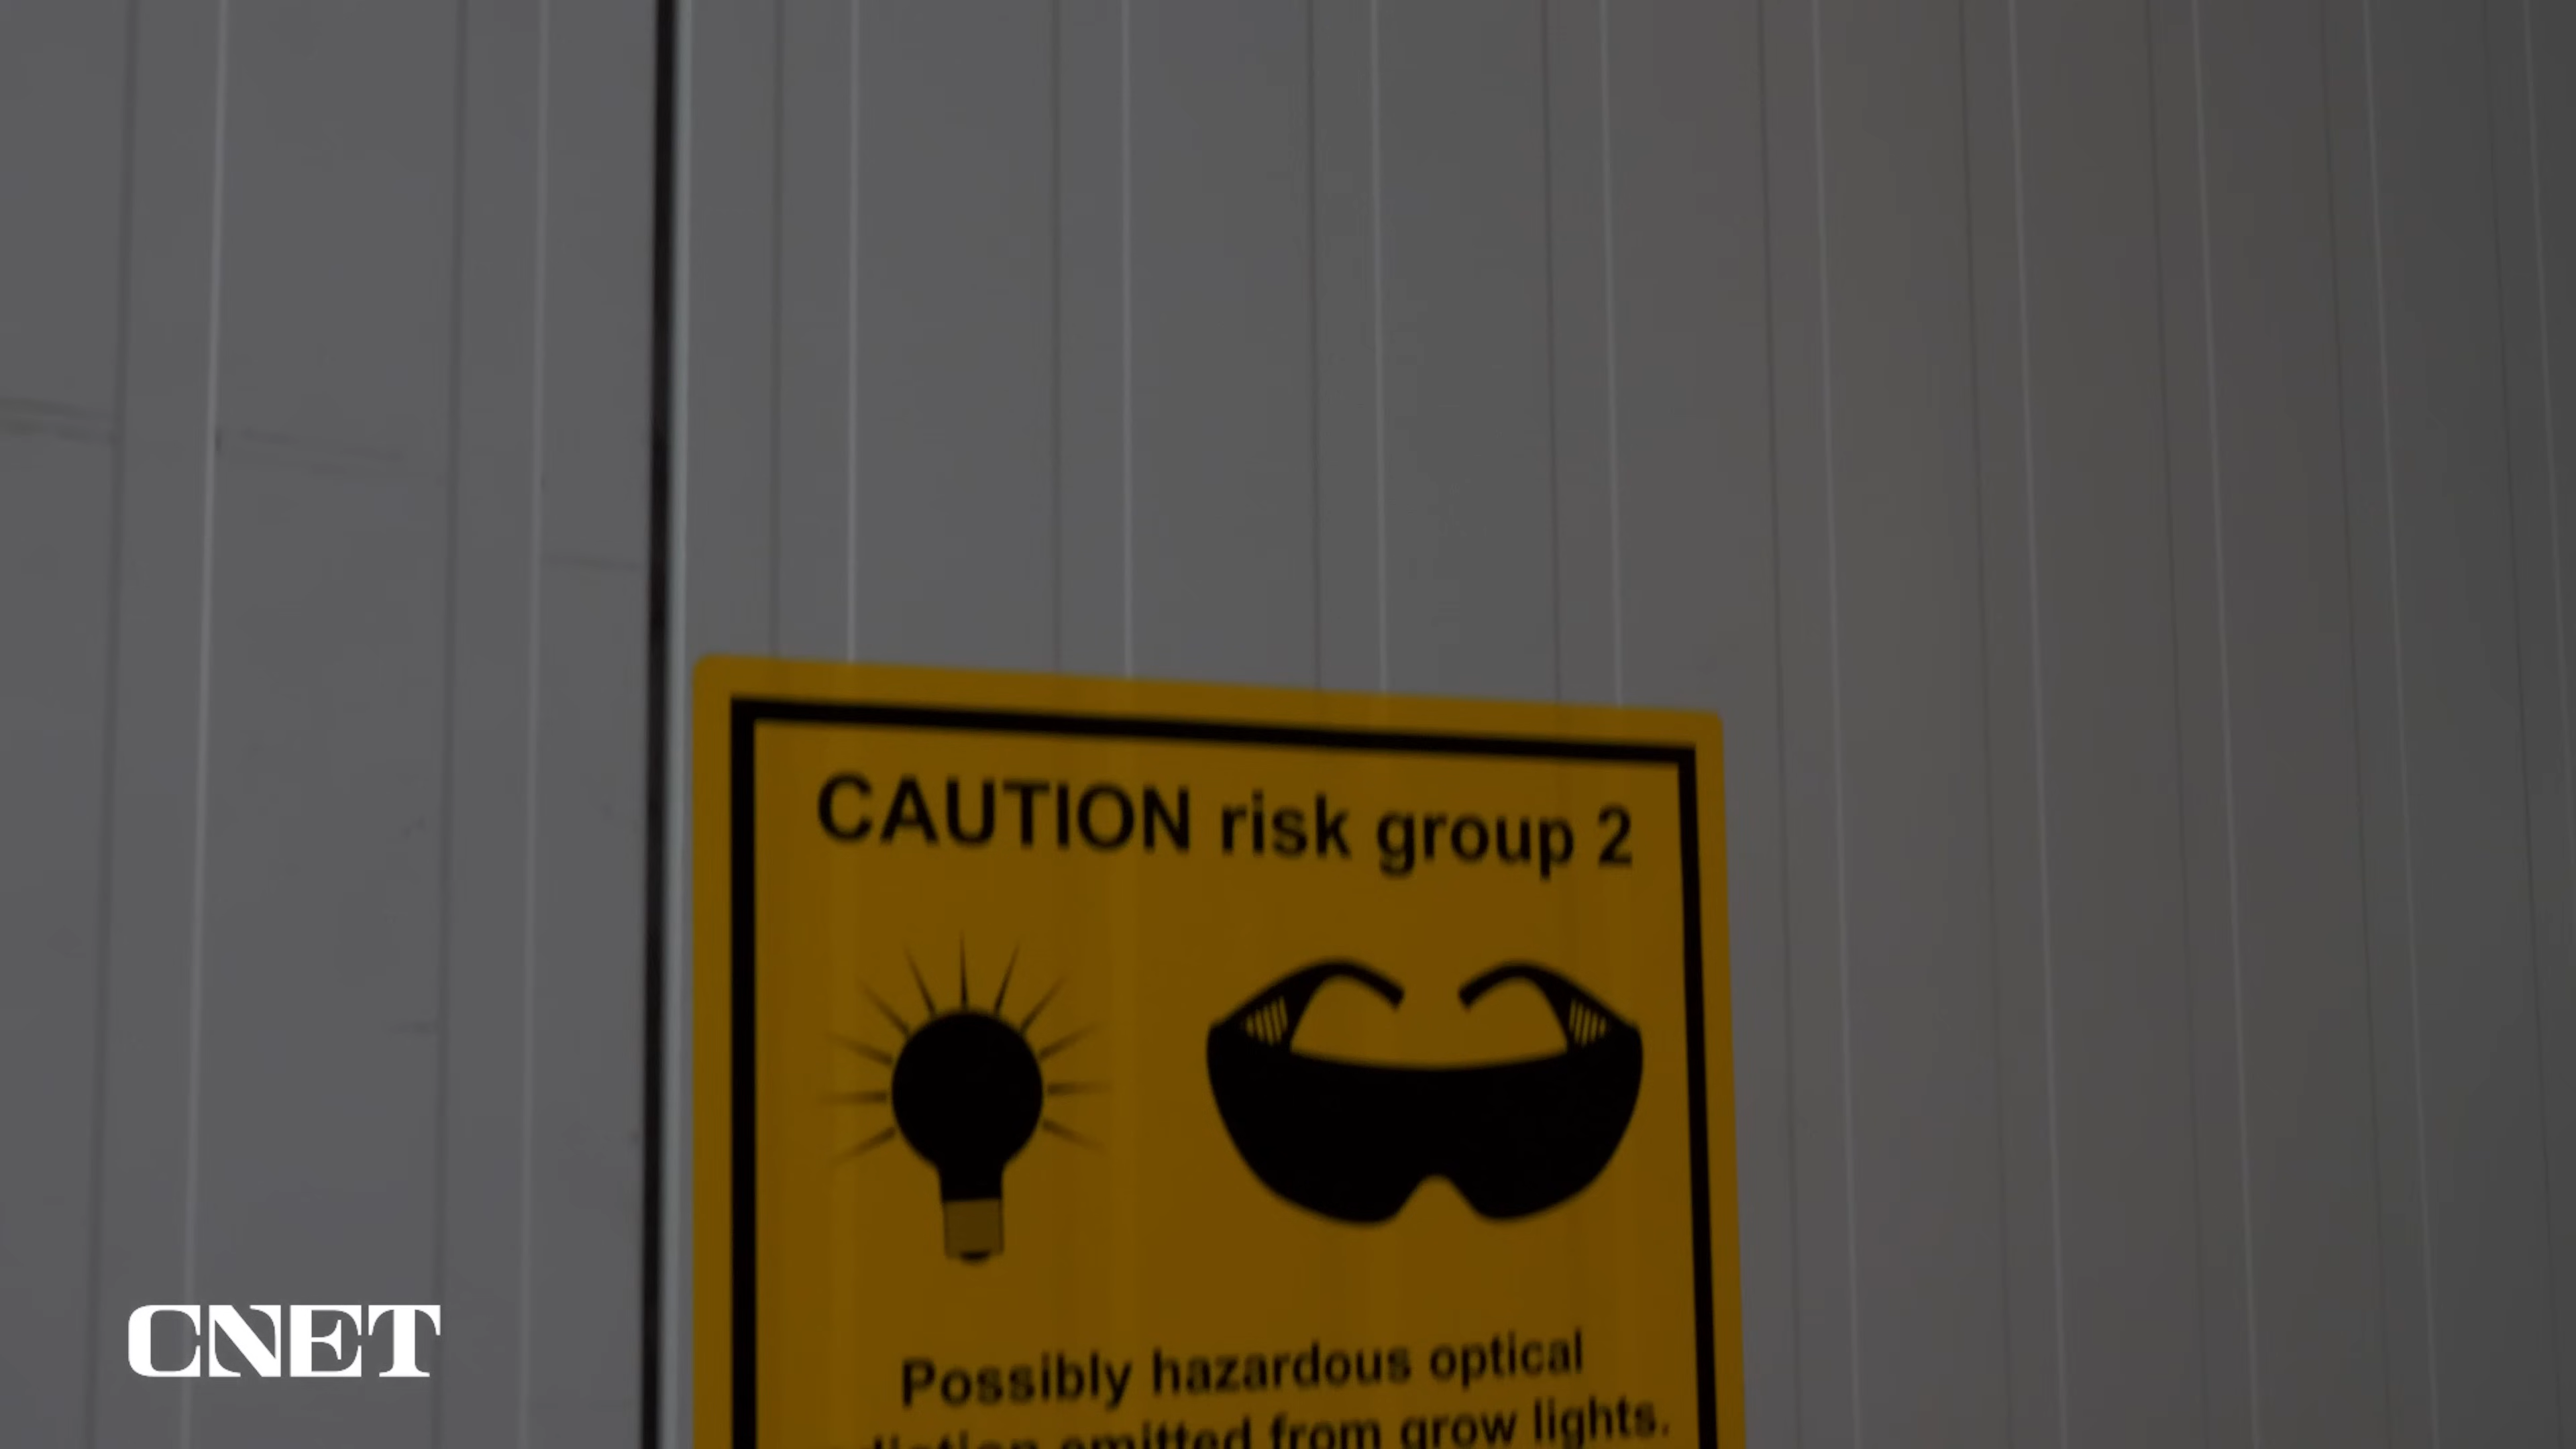 CAUTION risk group 2
Possibly hazardous optical
emitted from grow lights.
CNET